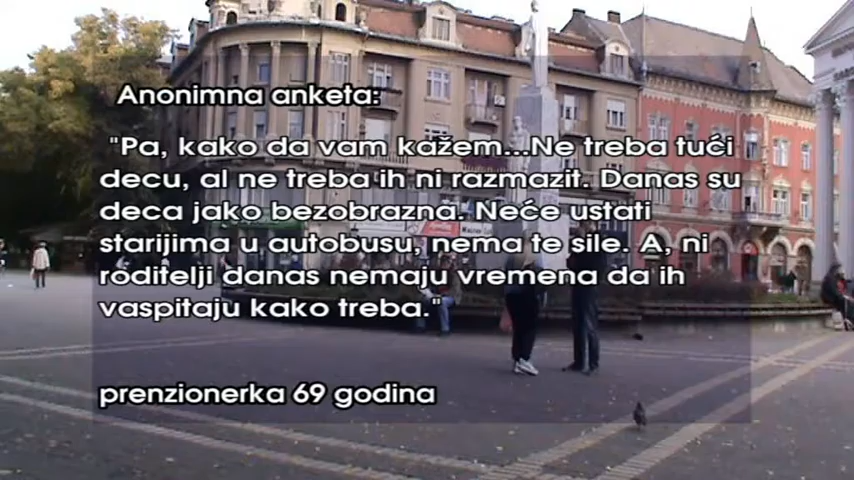 Anonimna anketa:
"Pa, kako da vam kažem....Ne treba tući
decu, al ne treba ih ni razmazit. Danas su
deca jako bezobrazna. Neće ustati
starijima u autobusu, nema te sile. A, ni
roditelji danas nemaju vremena da ih
vaspitaju kako treba."
prenzionerka 69 godina